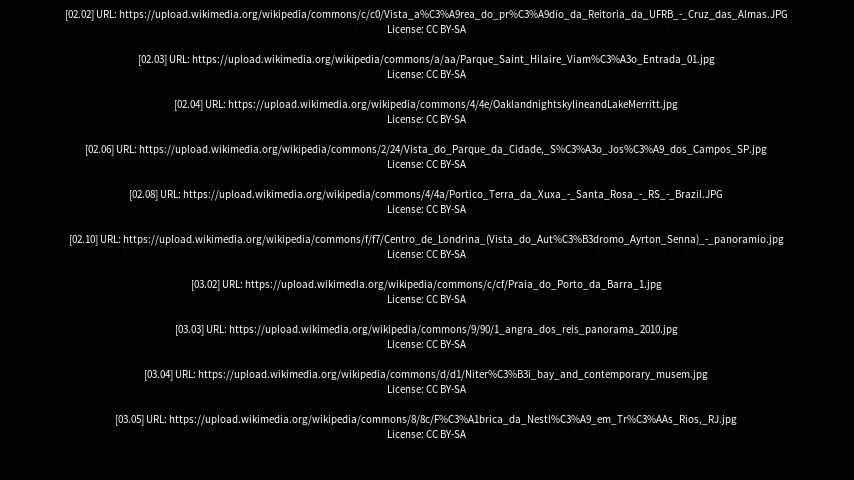 [02.02] URL: https://upload.wikimedia.org/wikipedia/commons/c/c0/Vista_a%C3%A9rea_do_pr%C3%A9dio_da_Reitoria_da_UFRB_-_Cruz_das_Almas.JPG
License: CC BY-SA
[02.03] URL: https://upload.wikimedia.org/wikipedia/commons/a/aa/Parque_Saint_Hilaire_Viam%C3%A3o_Entrada_01.jpg
License: CC BY-SA
[02.04] URL: https://upload.wikimedia.org/wikipedia/commons/4/4e/OaklandnightskylineandLakeMerritt.jpg
License: CC BY-SA
[02.06] URL: https://upload.wikimedia.org/wikipedia/commons/2/24/Vista_do_Parque_da_Cidade,_S%C3%A3o_Jos%C3%A9_dos_Campos_SP.jpg
License: CC BY-SA
[02.08] URL: https://upload.wikimedia.org/wikipedia/commons/4/4a/Portico_Terra_da_Xuxa_-_Santa_Rosa_-_RS_-_Brazil.JPG
License: CC BY-SA
[02.10] URL: https://upload.wikimedia.org/wikipedia/commons/f/f7/Centro_de_Londrina_(Vista_do_Aut%C3%B3dromo_Ayrton_Senna)_-_panoramio.jpg
License: CC BY-SA
[03.02] URL: https://upload.wikimedia.org/wikipedia/commons/c/cf/Praia_do_Porto_da_Barra_1.jpg
License: CC BY-SA
[03.03] URL: https://upload.wikimedia.org/wikipedia/commons/9/90/1_angra_dos_reis_panorama_2010.jpg
License: CC BY-SA
[03.04] URL: https://upload.wikimedia.org/wikipedia/commons/d/d1/Niter%C3%B3i_bay_and_contemporary_musem.jpg
License: CC BY-SA
[03.05] URL: https://upload.wikimedia.org/wikipedia/commons/8/8c/F%C3%A1brica_da_Nestl%C3%A9_em_Tr%C3%AAs_Rios,_RJ.jpg
License: CC BY-SA